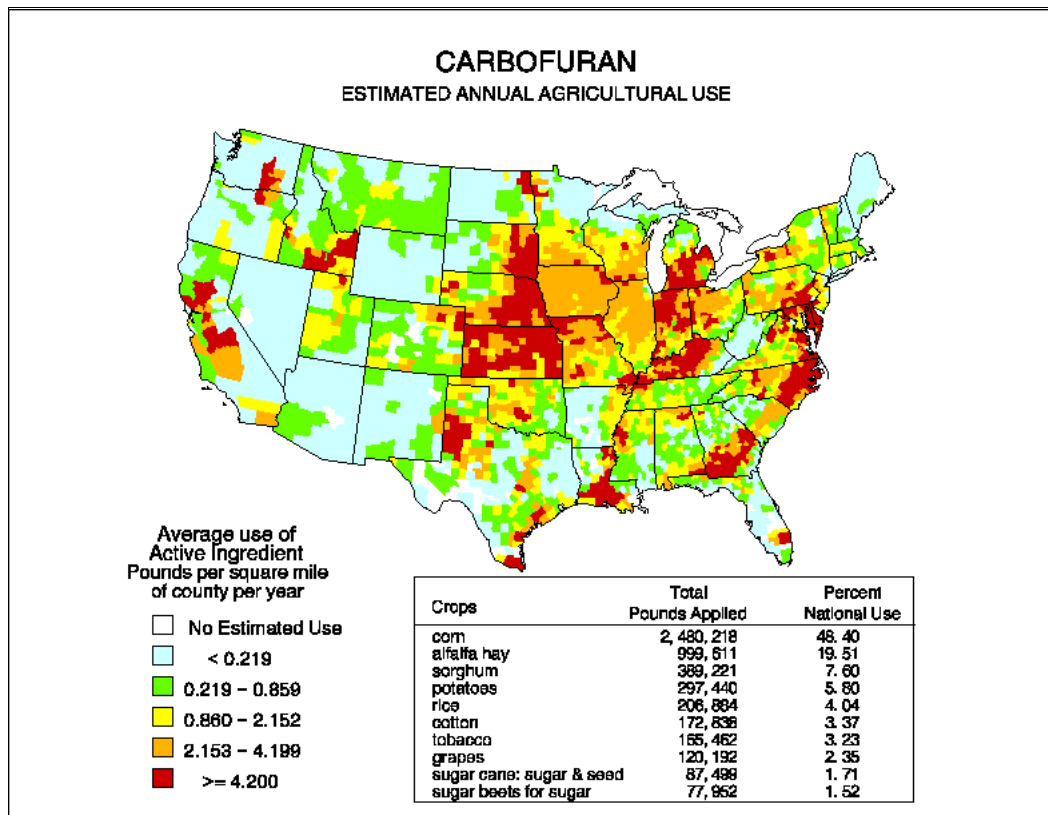 CARBOFURAN
ESTIMATED ANNUAL AGRICULTURAL USE
Average use of
Active Ingredient
Pounds per square mile
of county per year
No Estimated Use
< 0.219
0.219 - 0.859
0.860 - 2.152
2.153 - 4.199
>= 4.200
Crops Total Pounds Applied Percent National Use
corn 2, 480, 218 48. 40
alfalfa hay 999, 611 19. 51
sorghum 389, 221 7. 60
potatoes 297, 440 5. 80
rice 206, 884 4. 04
cotton 172, 838 3. 37
tobacco 165, 462 3. 23
grapes 120, 192 2. 35
sugar cane: sugar & seed 87, 499 1. 71
sugar beets for sugar 77, 952 1. 52